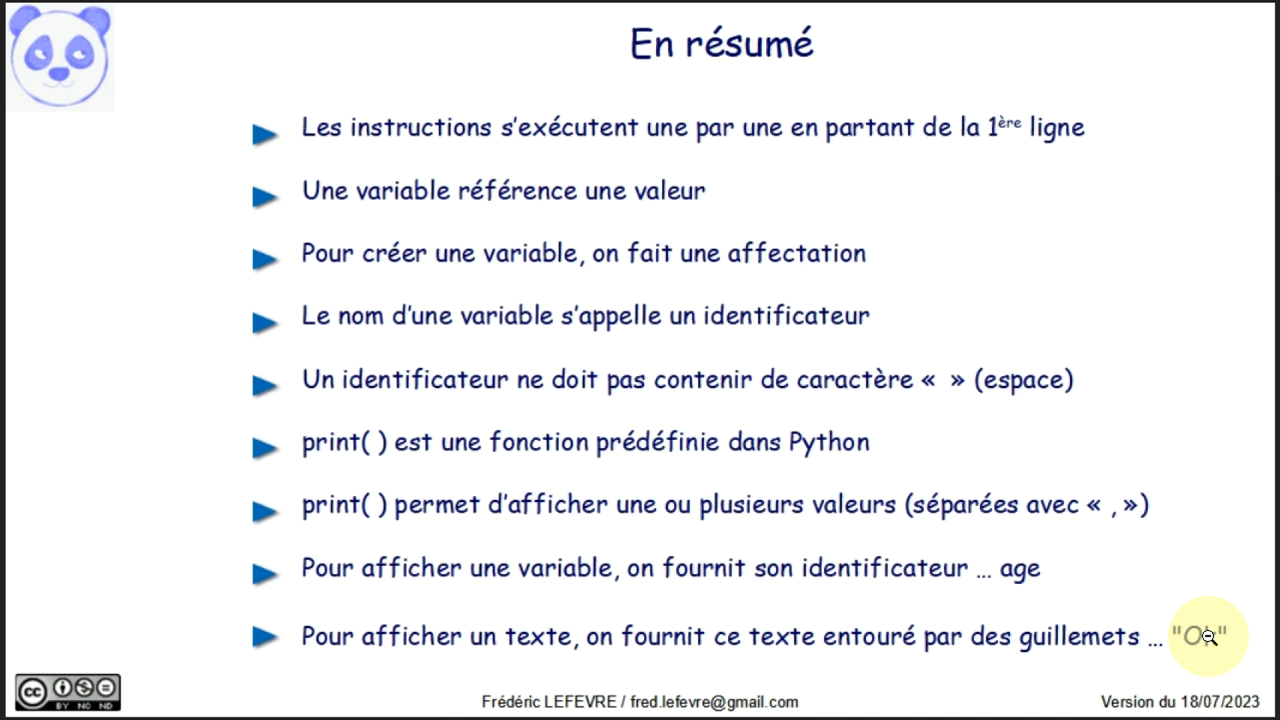 En résumé
Les instructions s'exécutent une par une en partant de la 1ère ligne
Une variable référence une valeur
Pour créer une variable, on fait une affectation
Le nom d'une variable s'appelle un identificateur
Un identificateur ne doit pas contenir de caractère «  » (espace)
print( ) est une fonction prédéfinie dans Python
print( ) permet d'afficher une ou plusieurs valeurs (séparées avec « , »)
Pour afficher une variable, on fournit son identificateur … age
Pour afficher un texte, on fournit ce texte entouré par des guillemets …
cc BY NC ND
Frédéric LEFEVRE / fred.lefevre@gmail.com
Version du 18/07/2023